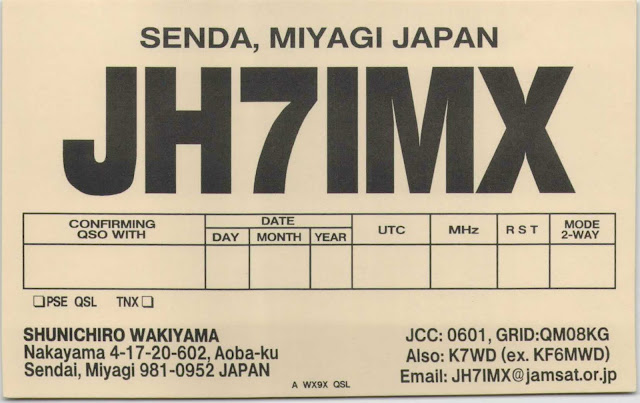 SENDA, MIYAGI JAPAN
JH7IMX
CONFIRMING QSO WITH
DATE
DAY MONTH YEAR
UTC
MHz
RST
MODE 2-WAY
☐PSE QSL TNX☐
SHUNICHIRO WAKIYAMA
Nakayama 4-17-20-602, Aoba-ku
Sendai, Miyagi 981-0952 JAPAN
JCC: 0601, GRID:QM08KG
Also: K7WD (ex. KF6MWD)
Email: JH7IMX@jamsat.or.jp
A WX9X QSL